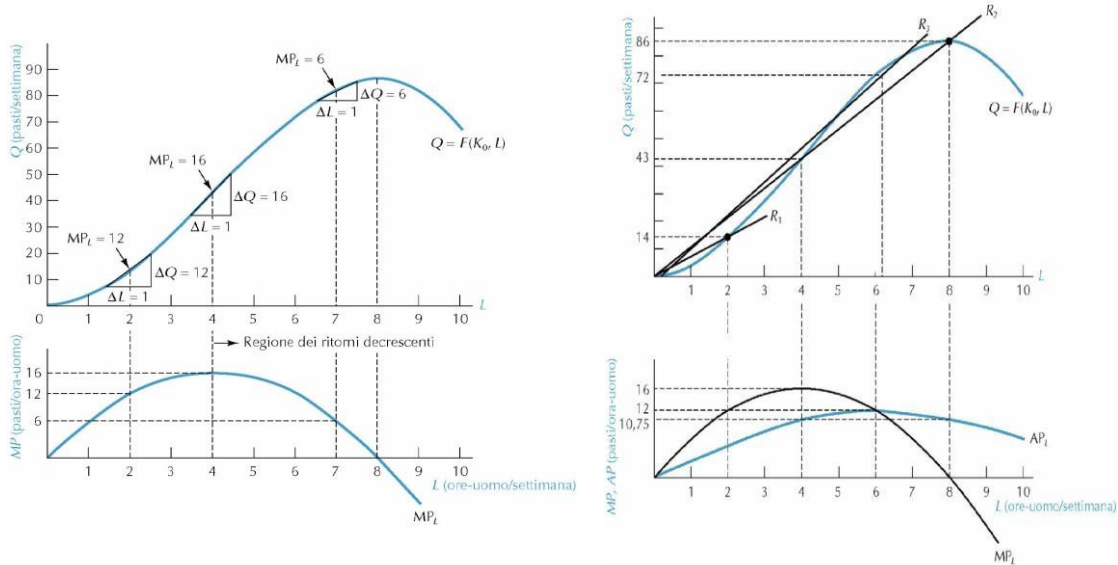 Q (pasti/settimana)
90
80
70
60
50
40
30
20
10
MP_L = 6
ΔQ = 6
ΔL = 1
Q = F(K₀, L)
MP_L = 16
ΔQ = 16
ΔL = 1
MP_L = 12
ΔQ = 12
ΔL = 1
0 1 2 3 4 5 6 7 8 9 10 L
Regione dei ritorni decrescenti
MP (pasti/ora-uomo)
16
12
6
1 2 3 4 5 6 7 8 9 10
L (ore-uomo/settimana)
MP_L
Q (pasti/settimana)
R₃
R₂
86
72
Q = F(K₀, L)
43
R₁
14
L
1 2 3 4 5 6 7 8 9 10
MP, AP (pasti/ora-uomo)
16
12
10,75
AP_L
1 2 3 4 5 6 7 8 9 10
L (ore-uomo/settimana)
MP_L